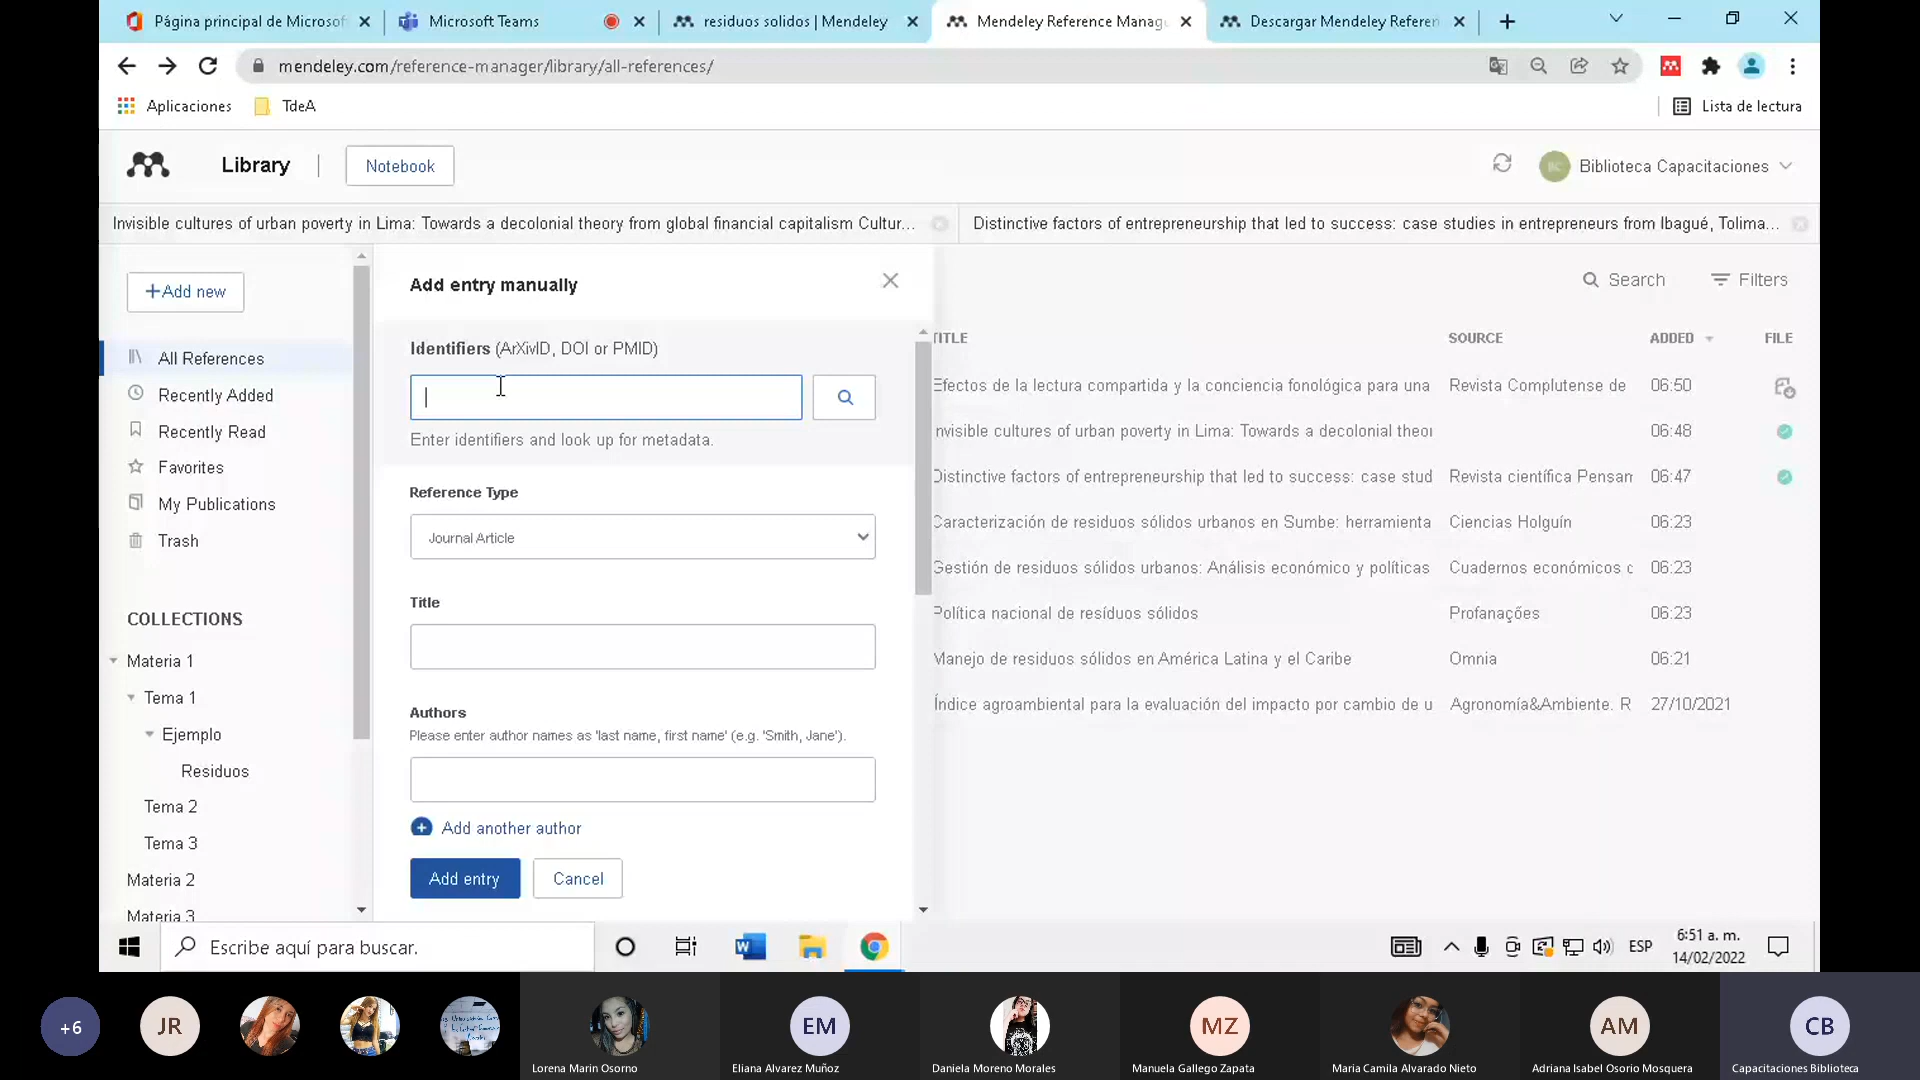 Página principal de Microsof
Microsoft Teams
residuos solidos | Mendeley
Mendeley Reference Manag
Descargar Mendeley Referen
mendeley.com/reference-manager/library/all-references/
Aplicaciones
TdeA
Lista de lectura
Library
Notebook
Biblioteca Capacitaciones
Invisible cultures of urban poverty in Lima: Towards a decolonial theory from global financial capitalism Cultur...
Distinctive factors of entrepreneurship that led to success: case studies in entrepreneurs from Ibagué, Tolima...
+Add new
Add entry manually
Search
Filters
Identifiers (ArXivID, DOI or PMID)
TITLE SOURCE ADDED FILE
All References
Recently Added
Recently Read
Favorites
My Publications
Trash
Enter identifiers and look up for metadata.
Reference Type
Journal Article
Title
Authors
Please enter author names as 'last name, first name' (e.g. 'Smith, Jane').
Add another author
Add entry
Cancel
Efectos de la lectura compartida y la conciencia fonológica para una Revista Complutense de 06:50
nvisible cultures of urban poverty in Lima: Towards a decolonial theor 06:48
Distinctive factors of entrepreneurship that led to success: case stud Revista científica Pensam 06:47
Caracterización de residuos sólidos urbanos en Sumbe: herramienta Ciencias Holguín 06:23
Gestión de residuos sólidos urbanos: Análisis económico y políticas Cuadernos económicos d 06:23
Política nacional de resíduos sólidos Profanações 06:23
Manejo de residuos sólidos en América Latina y el Caribe Omnia 06:21
Índice agroambiental para la evaluación del impacto por cambio de u Agronomía&Ambiente. R 27/10/2021
COLLECTIONS
Materia 1
Tema 1
Ejemplo
Residuos
Tema 2
Tema 3
Materia 2
Materia 3
Escribe aquí para buscar.
ESP
6:51 a. m.
14/02/2022
+6
JR
EM
MZ
AM
CB
Lorena Marin Osorno
Eliana Alvarez Muñoz
Daniela Moreno Morales
Manuela Gallego Zapata
Maria Camila Alvarado Nieto
Adriana Isabel Osorio Mosquera
Capacitaciones Biblioteca